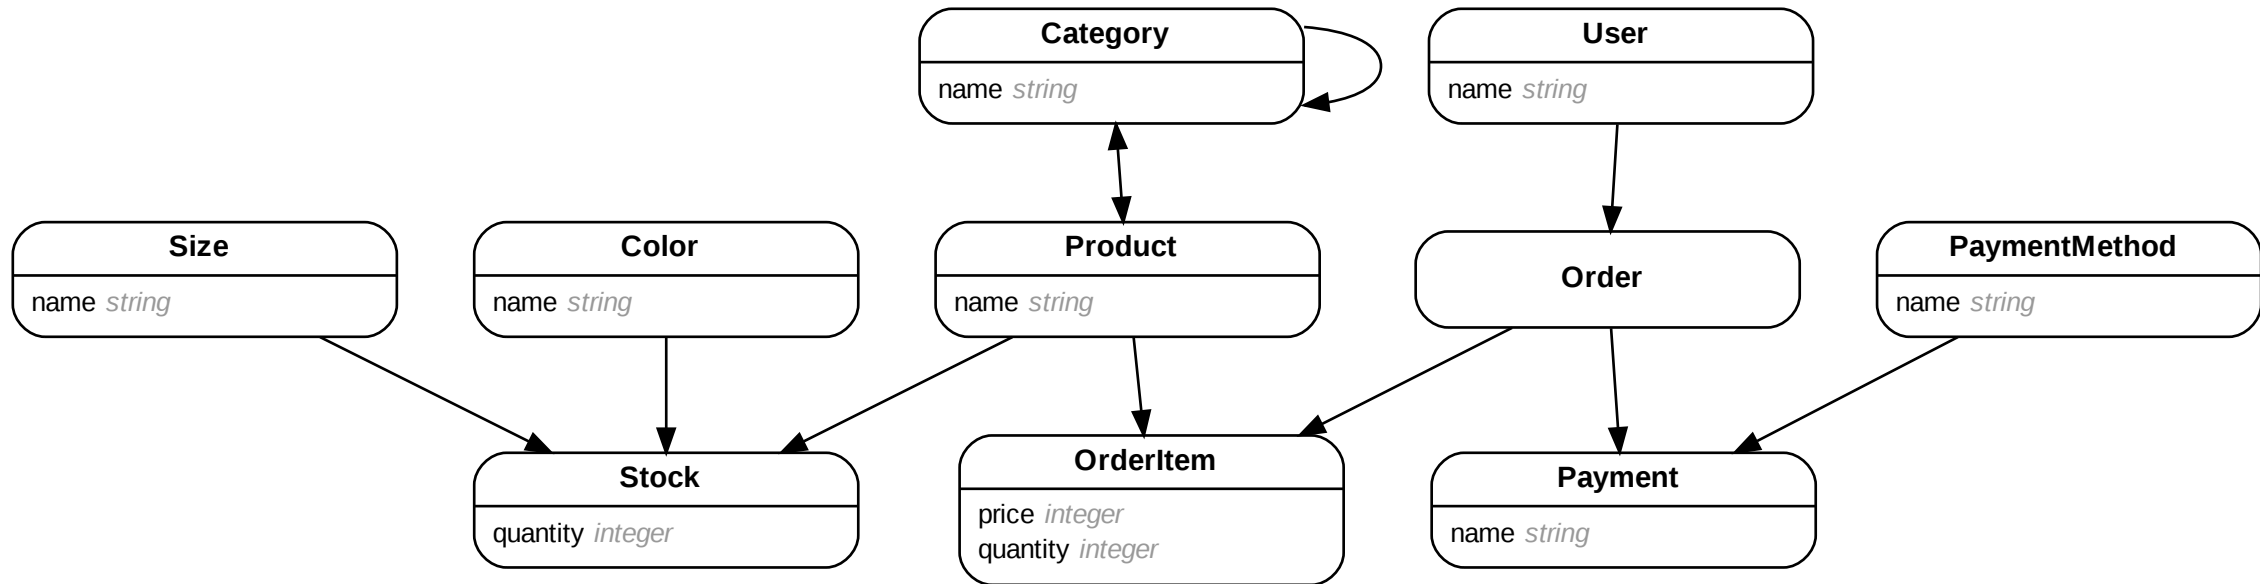 Category
name string
User
name string
Size
name string
Color
name string
Product
name string
Order
PaymentMethod
name string
Stock
quantity integer
OrderItem
price integer
quantity integer
Payment
name string